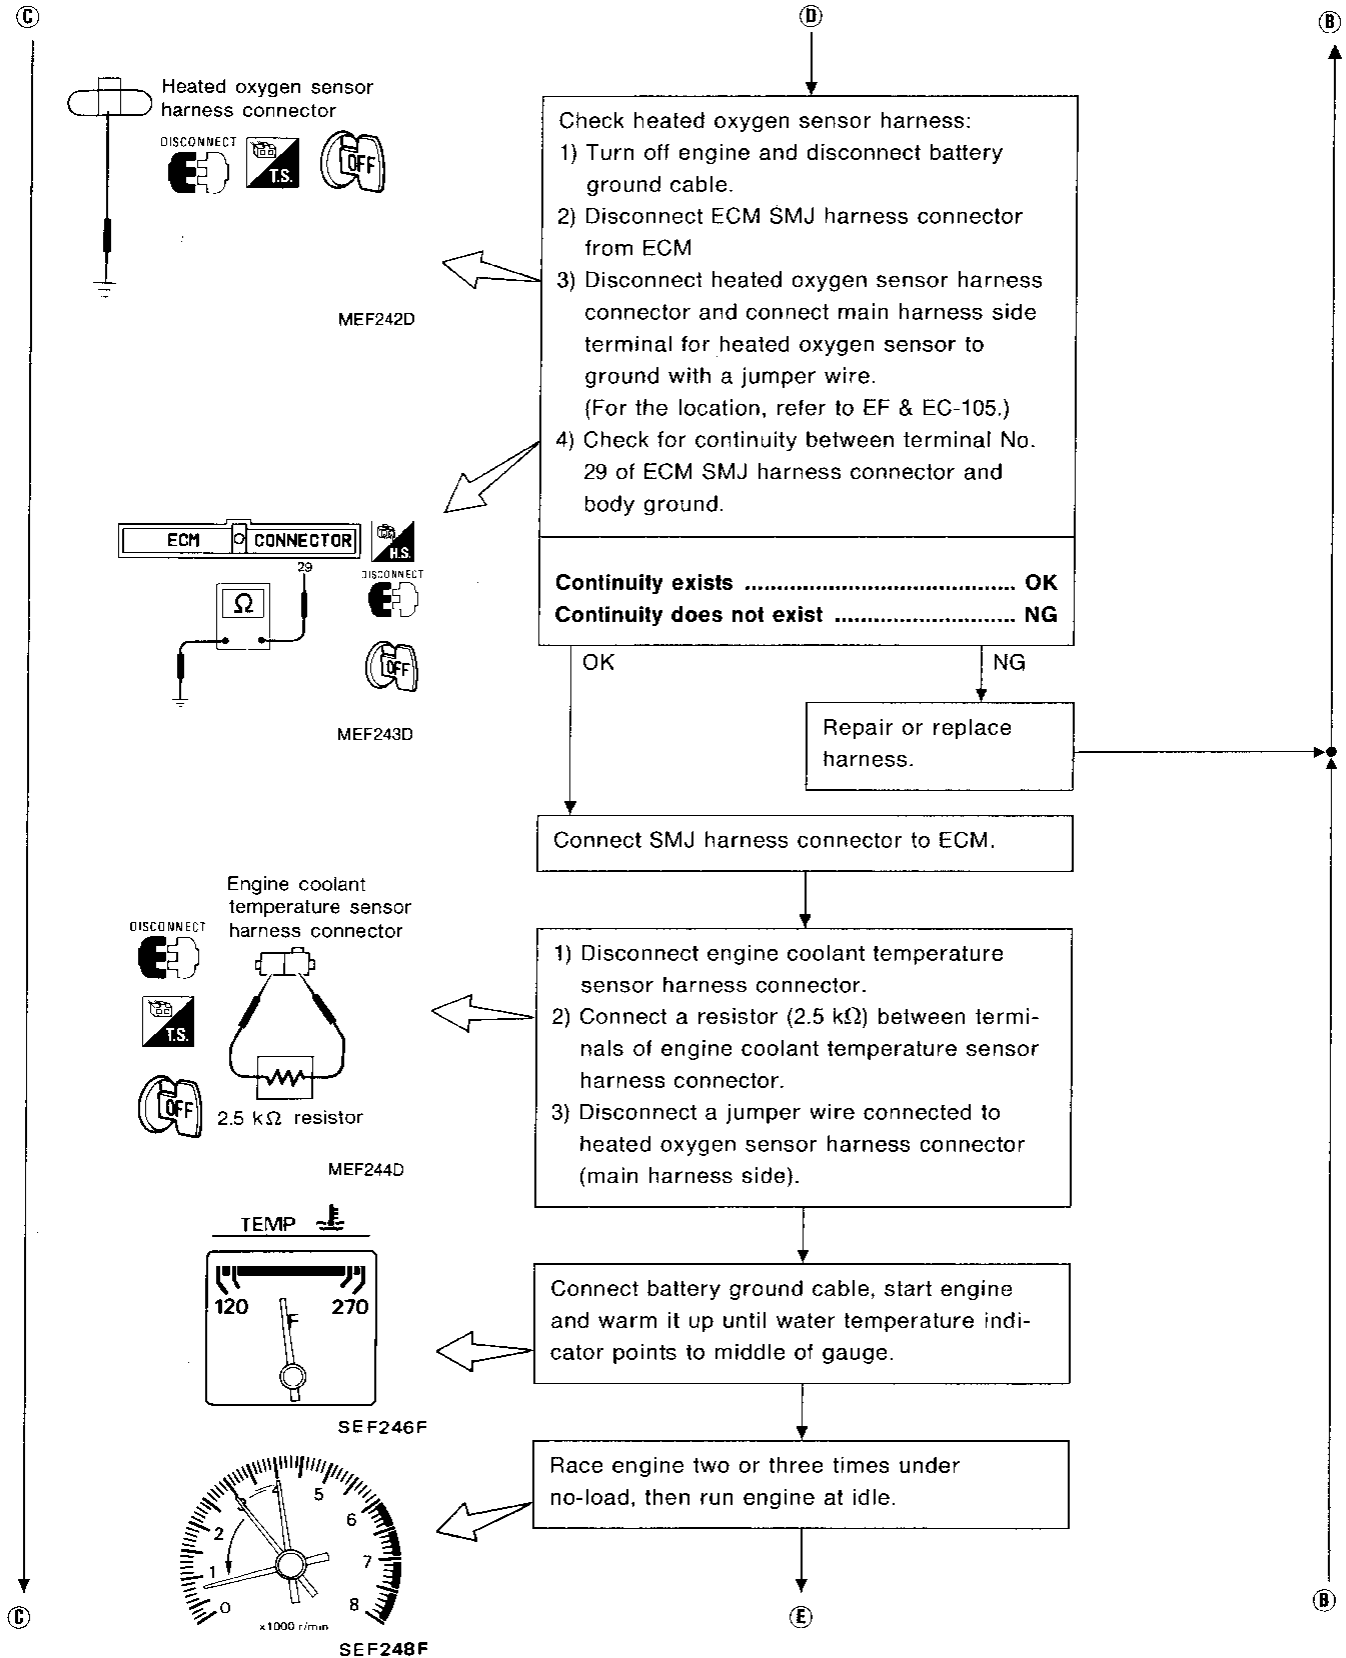 C
D
B
Heated oxygen sensor
harness connector
DISCONNECT
T.S.
OFF
MEF242D
Check heated oxygen sensor harness:
1) Turn off engine and disconnect battery
ground cable.
2) Disconnect ECM SMJ harness connector
from ECM
3) Disconnect heated oxygen sensor harness
connector and connect main harness side
terminal for heated oxygen sensor to
ground with a jumper wire.
(For the location, refer to EF & EC-105.)
4) Check for continuity between terminal No.
29 of ECM SMJ harness connector and
body ground.
Continuity exists .......................................... OK
Continuity does not exist ............................ NG
ECM CONNECTOR
H.S.
29
DISCONNECT
Ω
OFF
MEF243D
OK
NG
Repair or replace
harness.
Connect SMJ harness connector to ECM.
Engine coolant
temperature sensor
harness connector
DISCONNECT
T.S.
OFF
2.5 kΩ resistor
MEF244D
1) Disconnect engine coolant temperature
sensor harness connector.
2) Connect a resistor (2.5 kΩ) between termi-
nals of engine coolant temperature sensor
harness connector.
3) Disconnect a jumper wire connected to
heated oxygen sensor harness connector
(main harness side).
TEMP
120 270
F
SEF246F
Connect battery ground cable, start engine
and warm it up until water temperature indi-
cator points to middle of gauge.
Race engine two or three times under
no-load, then run engine at idle.
0
1
2
3
4
5
6
7
8
x1000 r/min
SEF248F
C
E
B